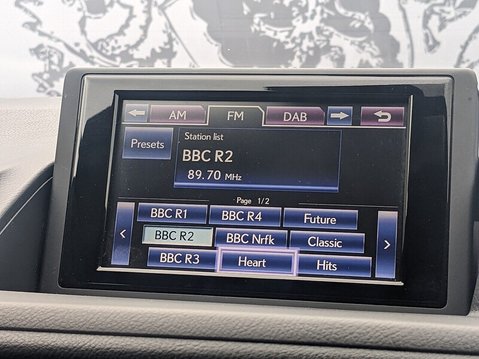 AM FM DAB
Station list
Presets
BBC R2
89.70 MHz
Page 1/2
BBC R1 BBC R4 Future
BBC R2 BBC Nrfk Classic
BBC R3 Heart Hits